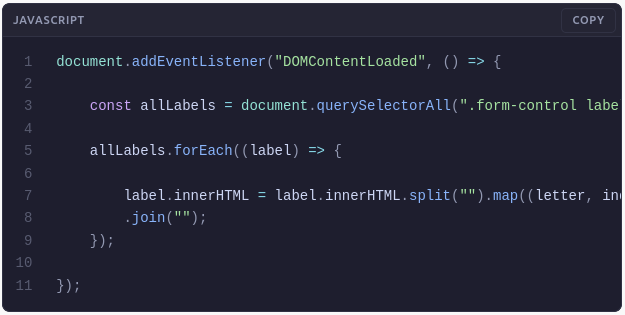 JAVASCRIPT COPY
1 document.addEventListener("DOMContentLoaded", () => {
2
3 const allLabels = document.querySelectorAll(".form-control labe
4
5 allLabels.forEach((label) => {
6
7 label.innerHTML = label.innerHTML.split("").map((letter, in
8 .join("");
9 });
10
11 });